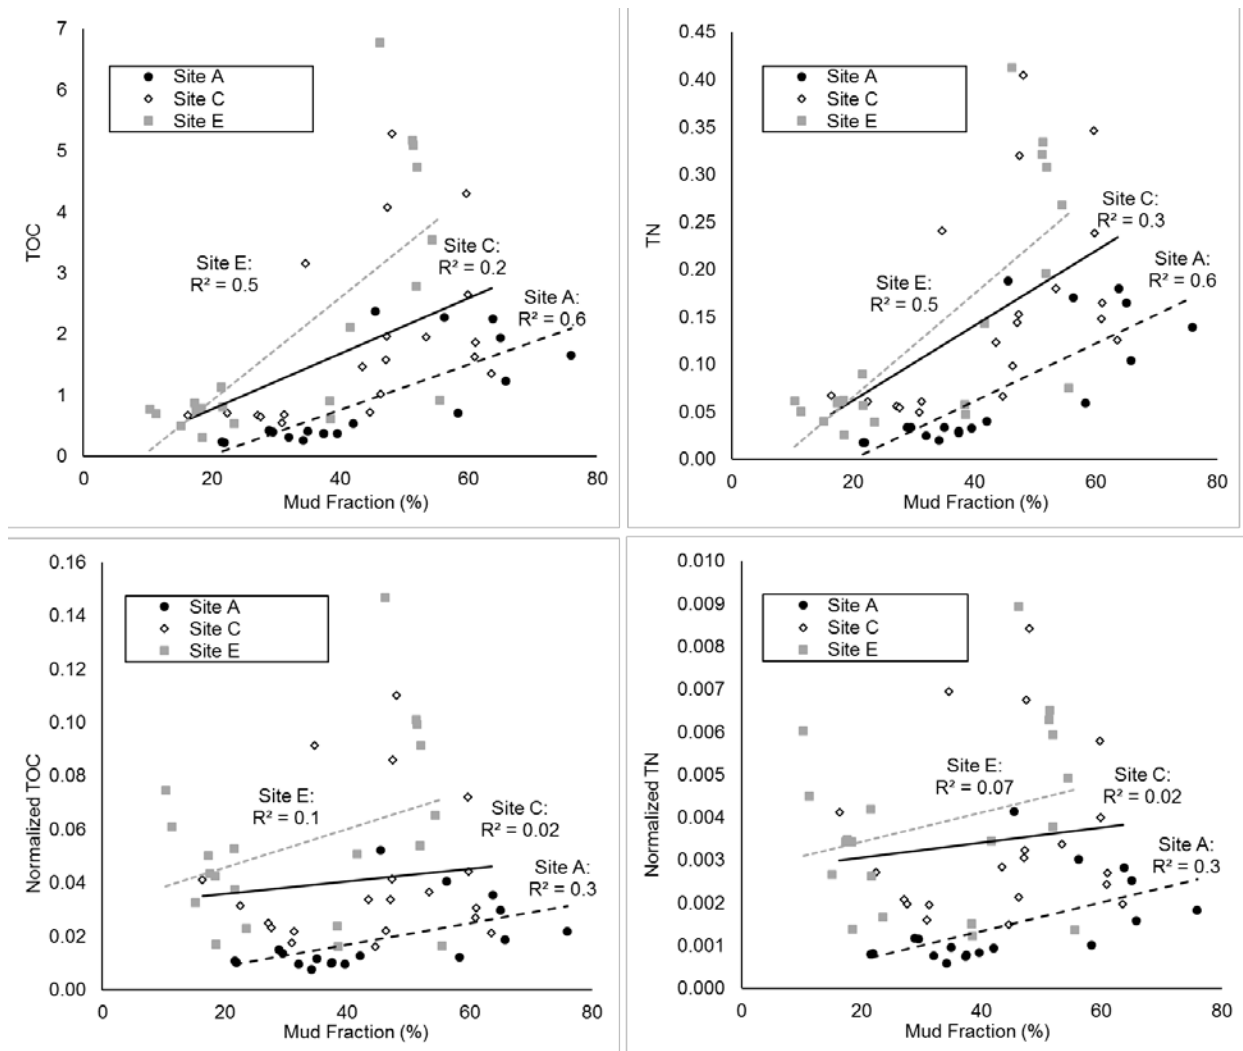 7
6
5
4
3
2
1
0
TOC
Site A
Site C
Site E
Site E:
R² = 0.5
Site C:
R² = 0.2
Site A:
R² = 0.6
0 20 40 60 80
Mud Fraction (%)
0.45
0.40
0.35
0.30
0.25
0.20
0.15
0.10
0.05
0.00
TN
Site A
Site C
Site E
Site C:
R² = 0.3
Site A:
R² = 0.6
Site E:
R² = 0.5
0 20 40 60 80
Mud Fraction (%)
0.16
0.14
0.12
0.10
0.08
0.06
0.04
0.02
0.00
Normalized TOC
Site A
Site C
Site E
Site E:
R² = 0.1
Site C:
R² = 0.02
Site A:
R² = 0.3
0 20 40 60 80
Mud Fraction (%)
0.010
0.009
0.008
0.007
0.006
0.005
0.004
0.003
0.002
0.001
0.000
Normalized TN
Site A
Site C
Site E
Site E:
R² = 0.07
Site C:
R² = 0.02
Site A:
R² = 0.3
0 20 40 60 80
Mud Fraction (%)